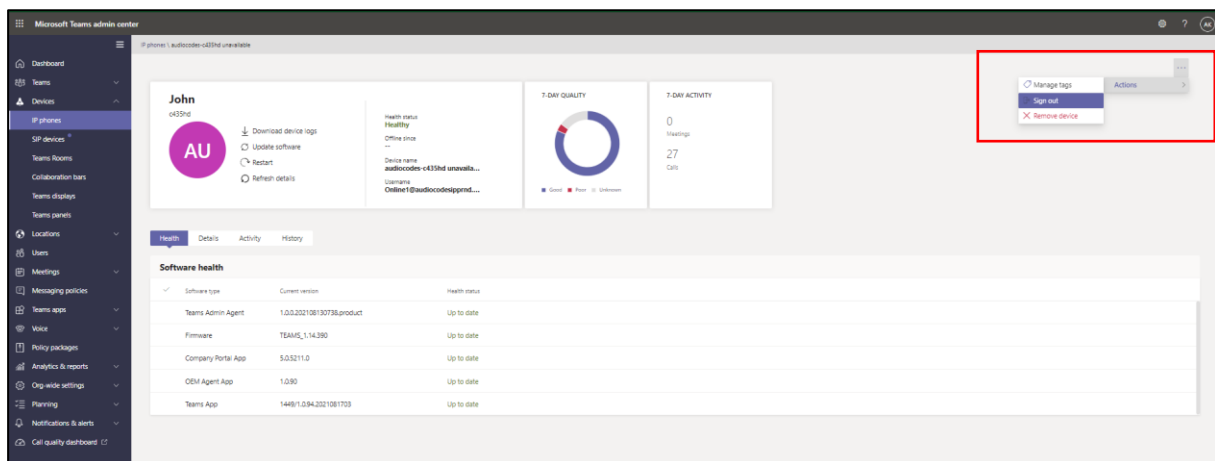 Microsoft Teams admin center
?
AK
IP phones \ audiocodes-c435hd unavailable
Dashboard
Teams
Devices
IP phones
SIP devices
Teams Rooms
Collaboration bars
Teams displays
Teams panels
Locations
Users
Meetings
Messaging policies
Teams apps
Voice
Policy packages
Analytics & reports
Org-wide settings
Planning
Notifications & alerts
Call quality dashboard
John
c435hd
AU
Download device logs
Update software
Restart
Refresh details
Health status
Healthy
Offline since
--
Device name
audiocodes-c435hd unavaila...
Username
Online1@audiocodesipprnd....
7-DAY QUALITY
Good Poor Unknown
7-DAY ACTIVITY
0
Meetings
27
Calls
...
Manage tags
Actions
Sign out
Remove device
Health Details Activity History
Software health
Software type Current version Health status
Teams Admin Agent 1.0.0.202108130738.product Up to date
Firmware TEAMS_1.14.390 Up to date
Company Portal App 5.0.5211.0 Up to date
OEM Agent App 1.0.90 Up to date
Teams App 1449/1.0.94.2021081703 Up to date